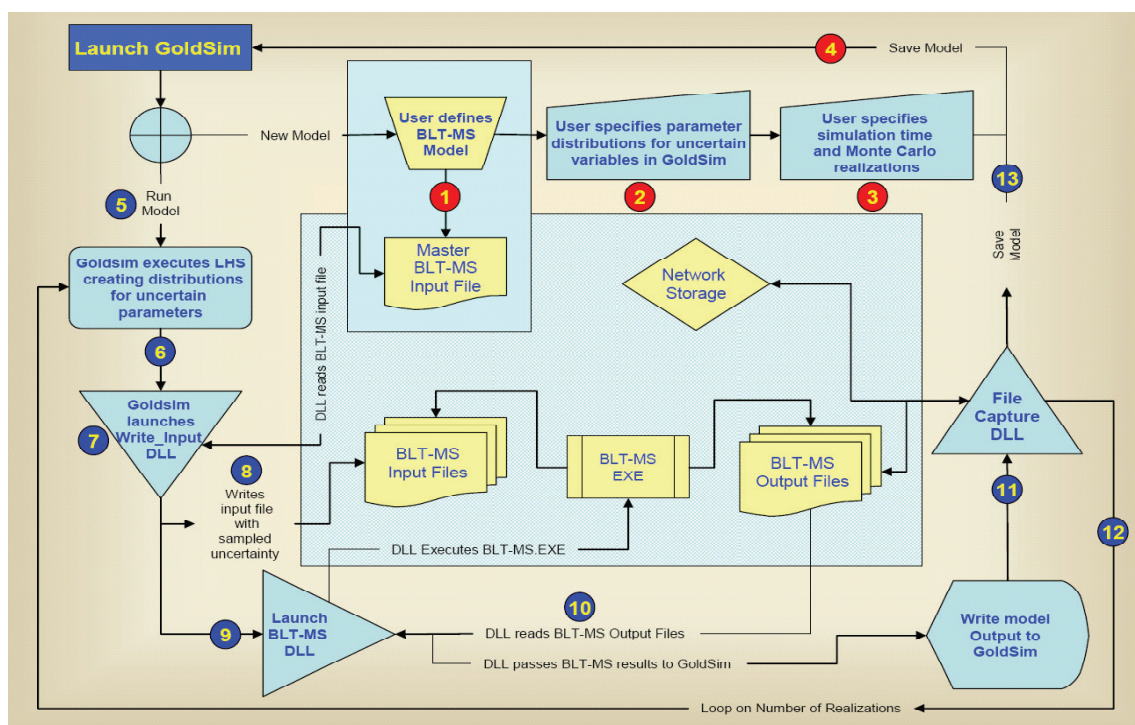 Launch GoldSim
4
Save Model
New Model
User defines
BLT-MS
Model
User specifies parameter
distributions for uncertain
variables in GoldSim
User specifies
simulation time
and Monte Carlo
realizations
1
2
3
13
5
Run
Model
Master
BLT-MS
Input File
Network
Storage
Save
Model
Goldsim executes LHS
creating distributions
for uncertain
parameters
DLL reads BLT-MS input file
6
Goldsim
launches
Write_Input
DLL
7
File
Capture
DLL
8
Writes
input file
with
sampled
uncertainty
BLT-MS
Input Files
BLT-MS
EXE
BLT-MS
Output Files
11
12
DLL Executes BLT-MS.EXE
9
Launch
BLT-MS
DLL
10
DLL reads BLT-MS Output Files
DLL passes BLT-MS results to GoldSim
Write model
Output to
GoldSim
Loop on Number of Realizations